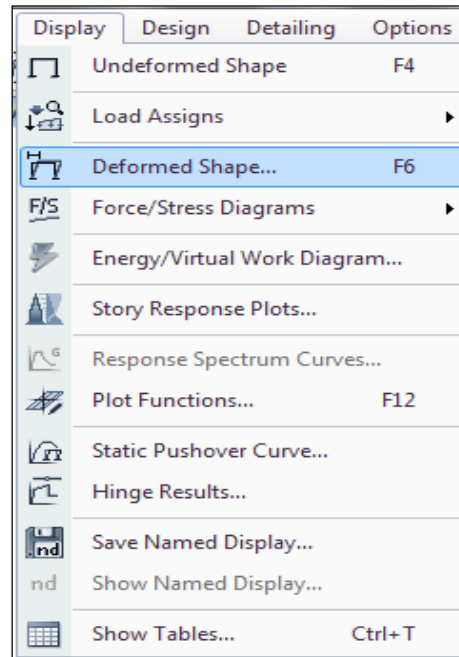 Display Design Detailing Options
Undeformed Shape F4
Load Assigns
Deformed Shape... F6
F/S Force/Stress Diagrams
Energy/Virtual Work Diagram...
Story Response Plots...
G Response Spectrum Curves...
Plot Functions... F12
Static Pushover Curve...
Hinge Results...
nd Save Named Display...
nd Show Named Display...
Show Tables... Ctrl+T